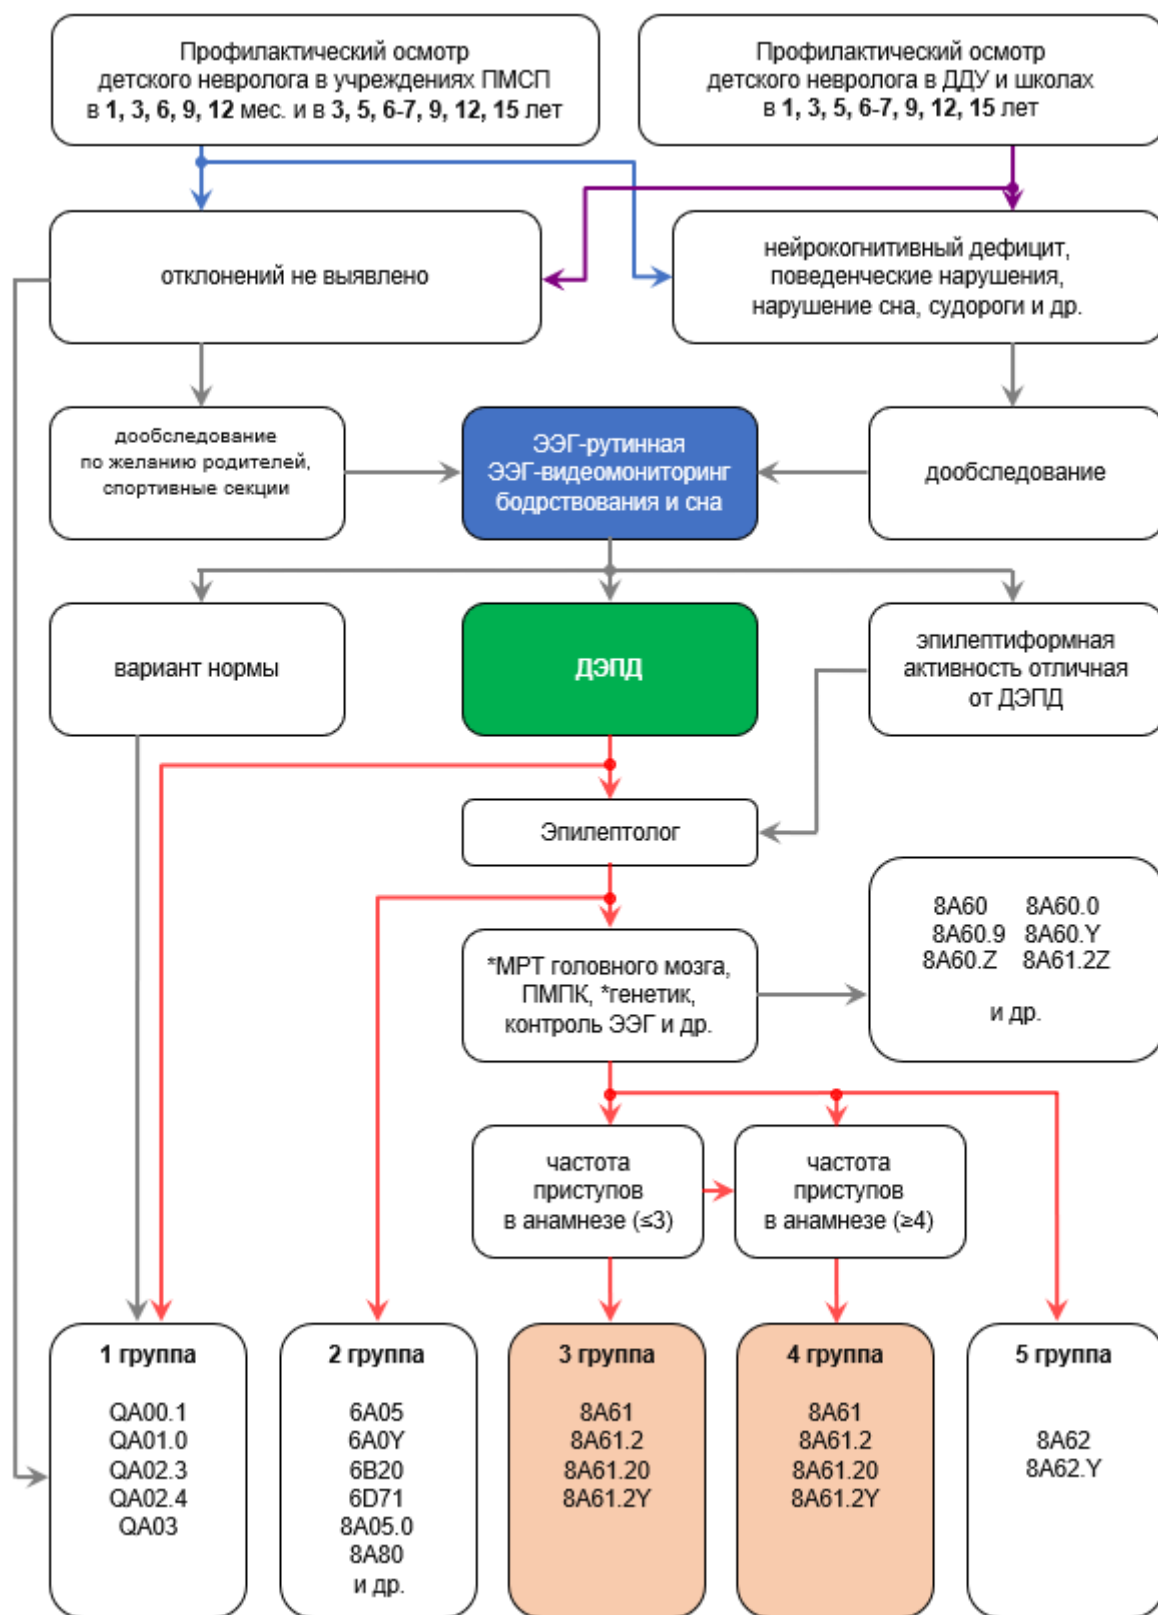 Профилактический осмотр
детского невролога в учреждениях ПМСП
в 1, 3, 6, 9, 12 мес. и в 3, 5, 6-7, 9, 12, 15 лет
Профилактический осмотр
детского невролога в ДДУ и школах
в 1, 3, 5, 6-7, 9, 12, 15 лет
отклонений не выявлено
нейрокогнитивный дефицит,
поведенческие нарушения,
нарушение сна, судороги и др.
дообследование
по желанию родителей,
спортивные секции
ЭЭГ-рутинная
ЭЭГ-видеомониторинг
бодрствования и сна
дообследование
вариант нормы
ДЭПД
эпилептиформная
активность отличная
от ДЭПД
Эпилептолог
*МРТ головного мозга,
ПМПК, *генетик,
контроль ЭЭГ и др.
8A60 8A60.0
8A60.9 8A60.Y
8A60.Z 8A61.2Z
и др.
частота
приступов
в анамнезе (≤3)
частота
приступов
в анамнезе (≥4)
1 группа
QA00.1
QA01.0
QA02.3
QA02.4
QA03
2 группа
6A05
6A0Y
6B20
6D71
8A05.0
8A80
и др.
3 группа
8A61
8A61.2
8A61.20
8A61.2Y
4 группа
8A61
8A61.2
8A61.20
8A61.2Y
5 группа
8A62
8A62.Y